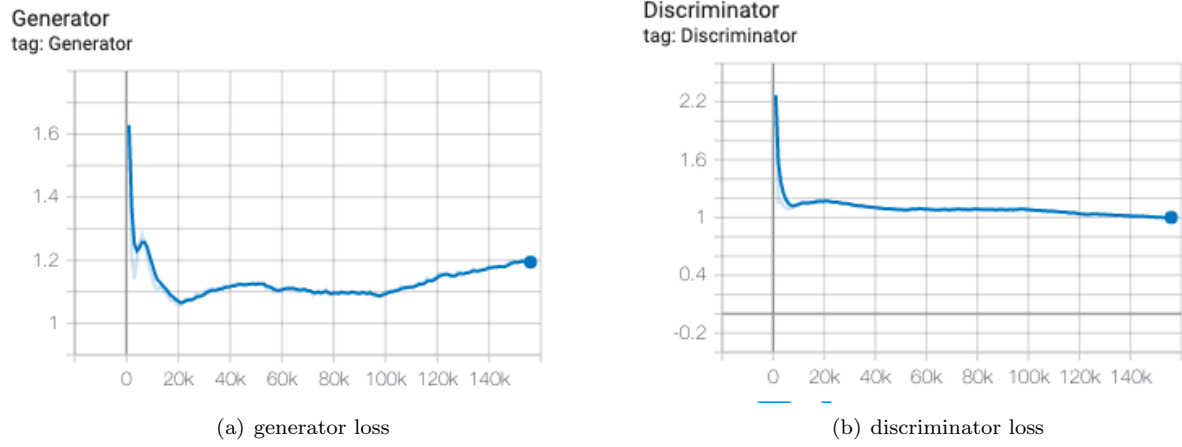 Generator
tag: Generator
1.6
1.4
1.2
1
0 20k 40k 60k 80k 100k 120k 140k
(a) generator loss
Discriminator
tag: Discriminator
2.2
1.6
1
0.4
-0.2
0 20k 40k 60k 80k 100k 120k 140k
(b) discriminator loss